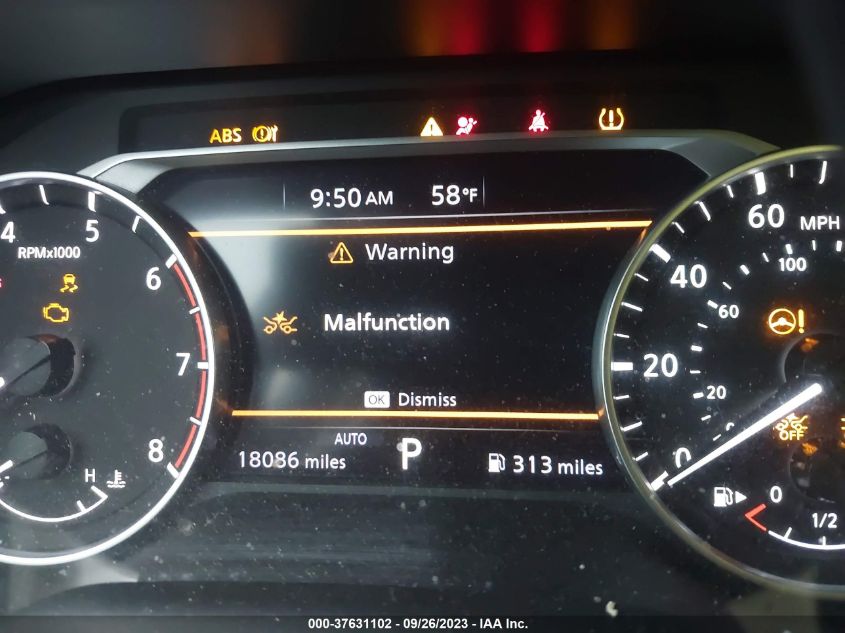 ABS
9:50 AM 58°F
Warning
Malfunction
OK Dismiss
AUTO
18086 miles P 313 miles
4 5 6 7 8
RPMx1000
H
0 20 40 60
MPH
20 60 100
OFF
0 1/2
000-37631102 - 09/26/2023 - IAA Inc.